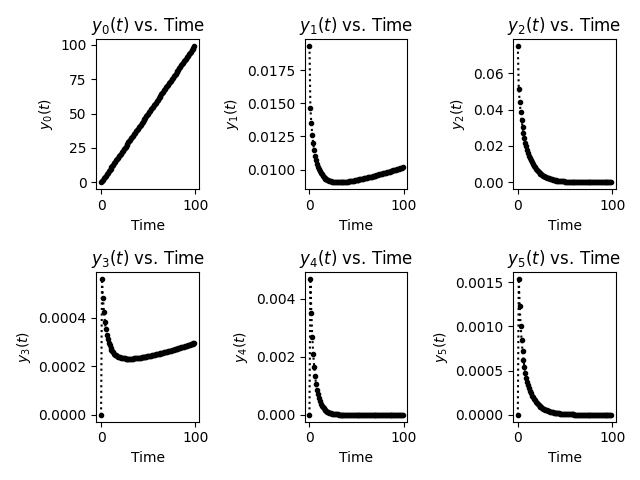 y₀(t) vs. Time
y₁(t) vs. Time
y₂(t) vs. Time
100
75
50
25
0
y₀(t)
0
100
Time
0.0175
0.0150
0.0125
0.0100
y₁(t)
0
100
Time
0.06
0.04
0.02
0.00
y₂(t)
0
100
Time
y₃(t) vs. Time
y₄(t) vs. Time
y₅(t) vs. Time
0.0004
0.0002
0.0000
y₃(t)
0
100
Time
0.004
0.002
0.000
y₄(t)
0
100
Time
0.0015
0.0010
0.0005
0.0000
y₅(t)
0
100
Time